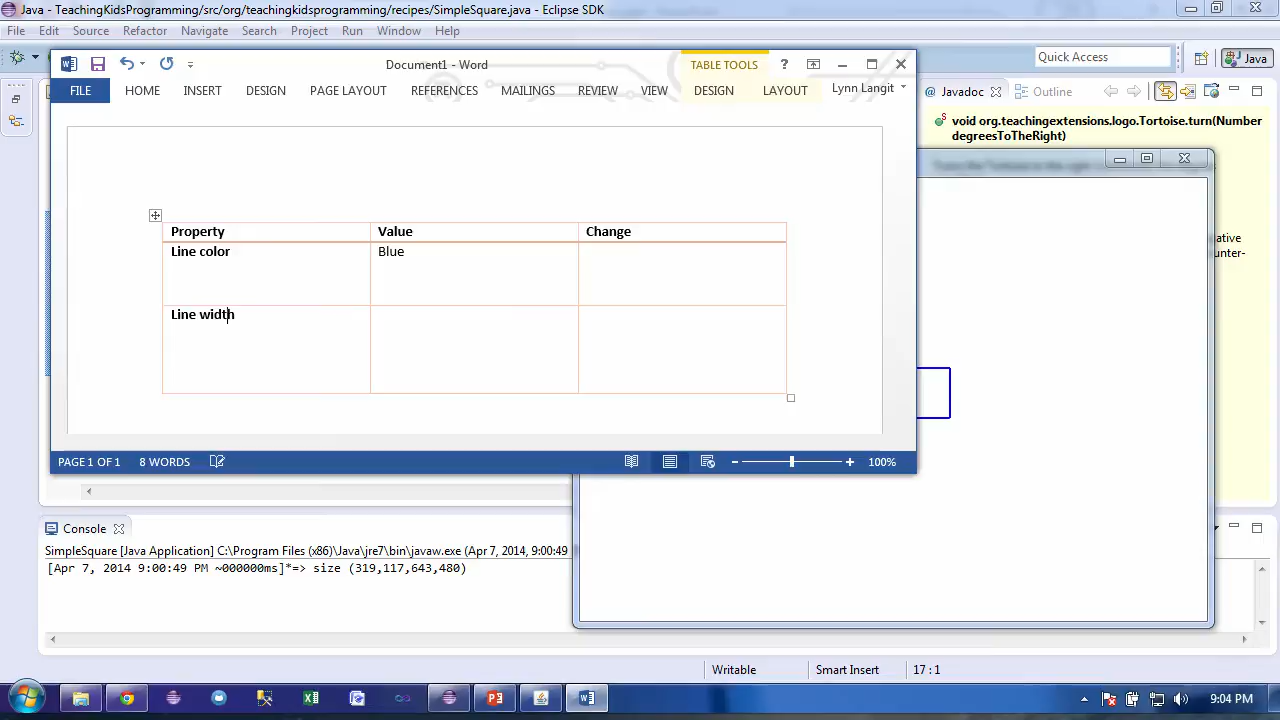 Java - TeachingKidsProgramming/src/org/teachingkidsprogramming/recipes/SimpleSquare.java - Eclipse SDK
File Edit Source Refactor Navigate Search Project Run Window Help
Quick Access
Java
Document1 - Word
TABLE TOOLS
FILE HOME INSERT DESIGN PAGE LAYOUT REFERENCES MAILINGS REVIEW VIEW DESIGN LAYOUT Lynn Langit
@ Javadoc Outline
void org.teachingextensions.logo.Tortoise.turn(Number
degreesToTheRight)
Property Value Change
Line color Blue
Line width
PAGE 1 OF 1 8 WORDS 100%
Console
SimpleSquare [Java Application] C:\Program Files (x86)\Java\jre7\bin\javaw.exe (Apr 7, 2014, 9:00:49
[Apr 7, 2014 9:00:49 PM ~000000ms]*=> size (319,117,643,480)
Writable Smart Insert 17 : 1
9:04 PM